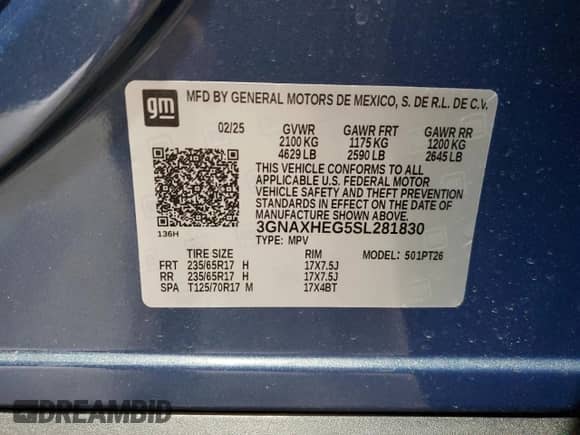 gm
MFD BY GENERAL MOTORS DE MEXICO, S. DE R.L. DE C.V.
02/25 GVWR GAWR FRT GAWR RR
2100 KG 1175 KG 1200 KG
4629 LB 2590 LB 2645 LB
THIS VEHICLE CONFORMS TO ALL
APPLICABLE U.S. FEDERAL MOTOR
VEHICLE SAFETY AND THEFT PREVENTION
STANDARDS IN EFFECT ON THE DATE OF
MANUFACTURE SHOWN ABOVE.
136H 3GNAXHEG5SL281830
TYPE: MPV
TIRE SIZE RIM MODEL: 501PT26
FRT 235/65R17 H 17X7.5J
RR 235/65R17 H 17X7.5J
SPA T125/70R17 M 17X4BT
DREAMBID